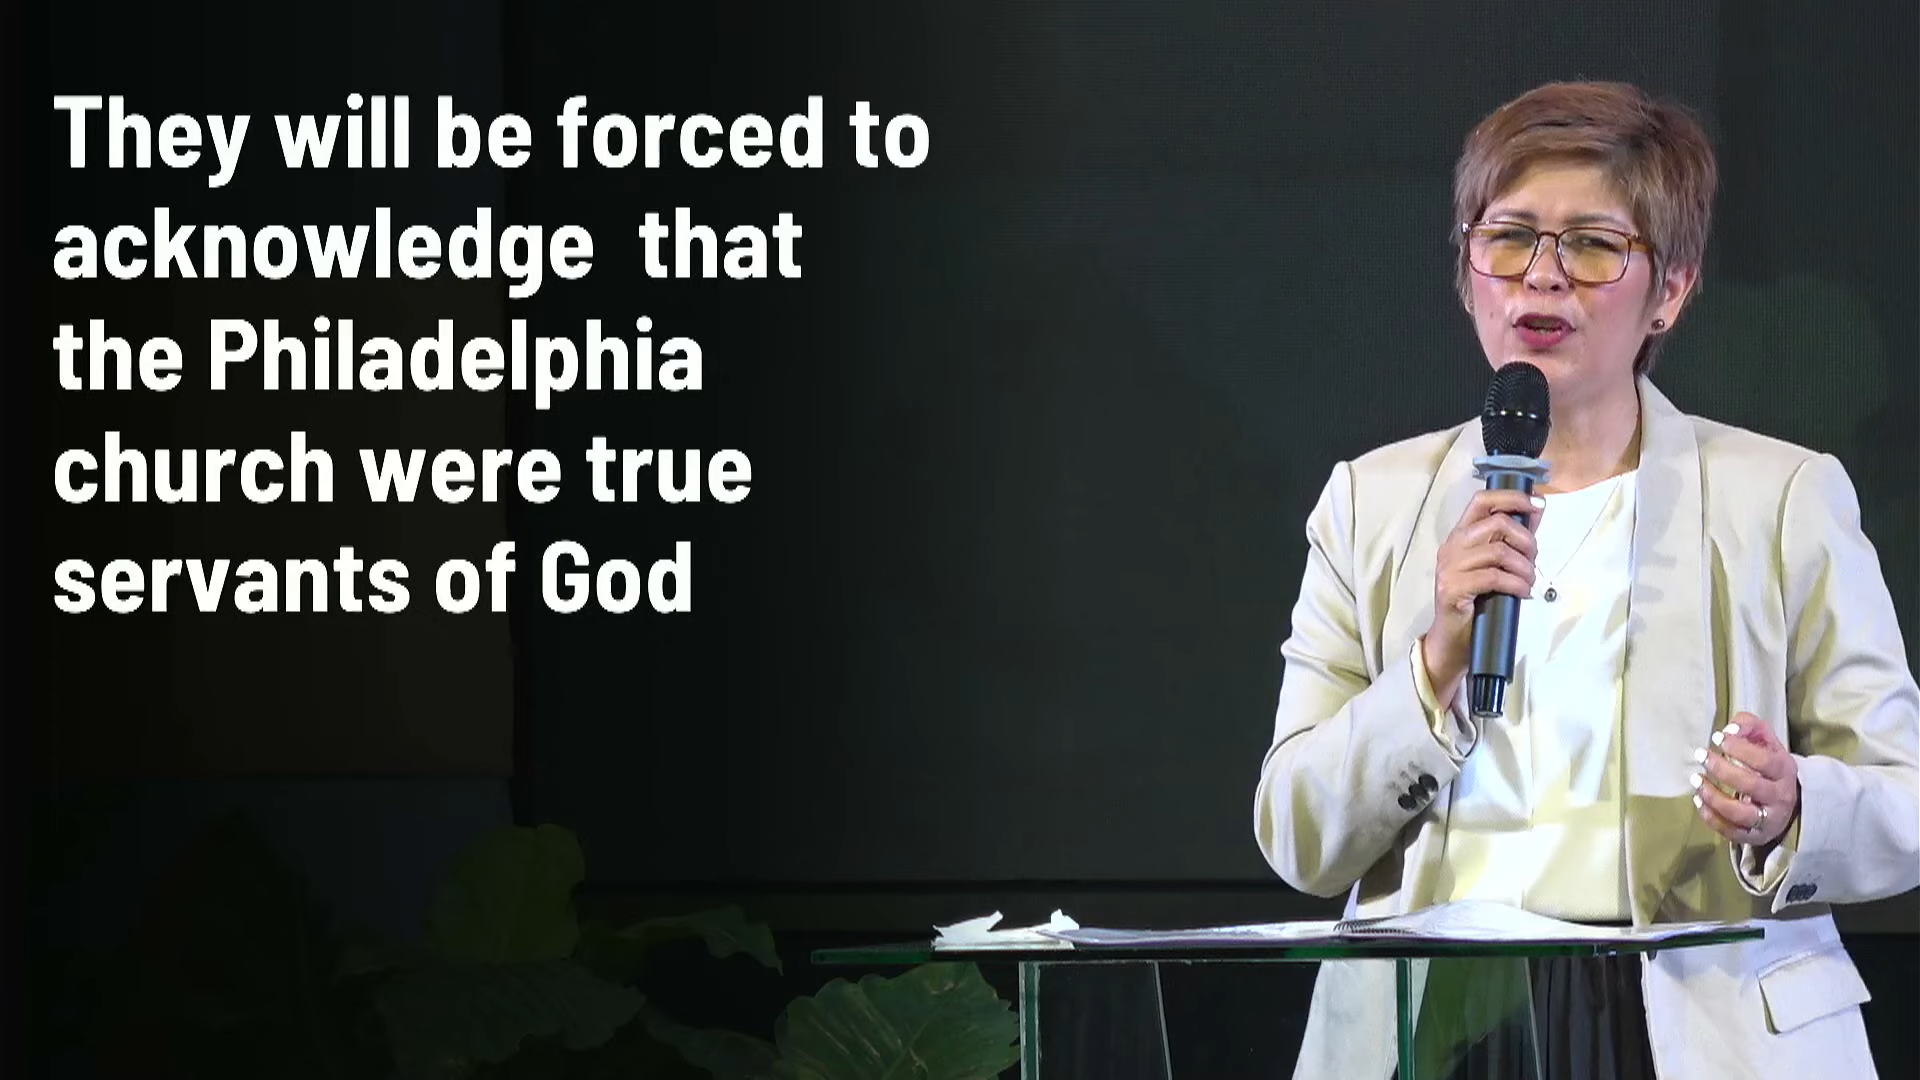 They will be forced to
acknowledge  that
the Philadelphia
church were true
servants of God